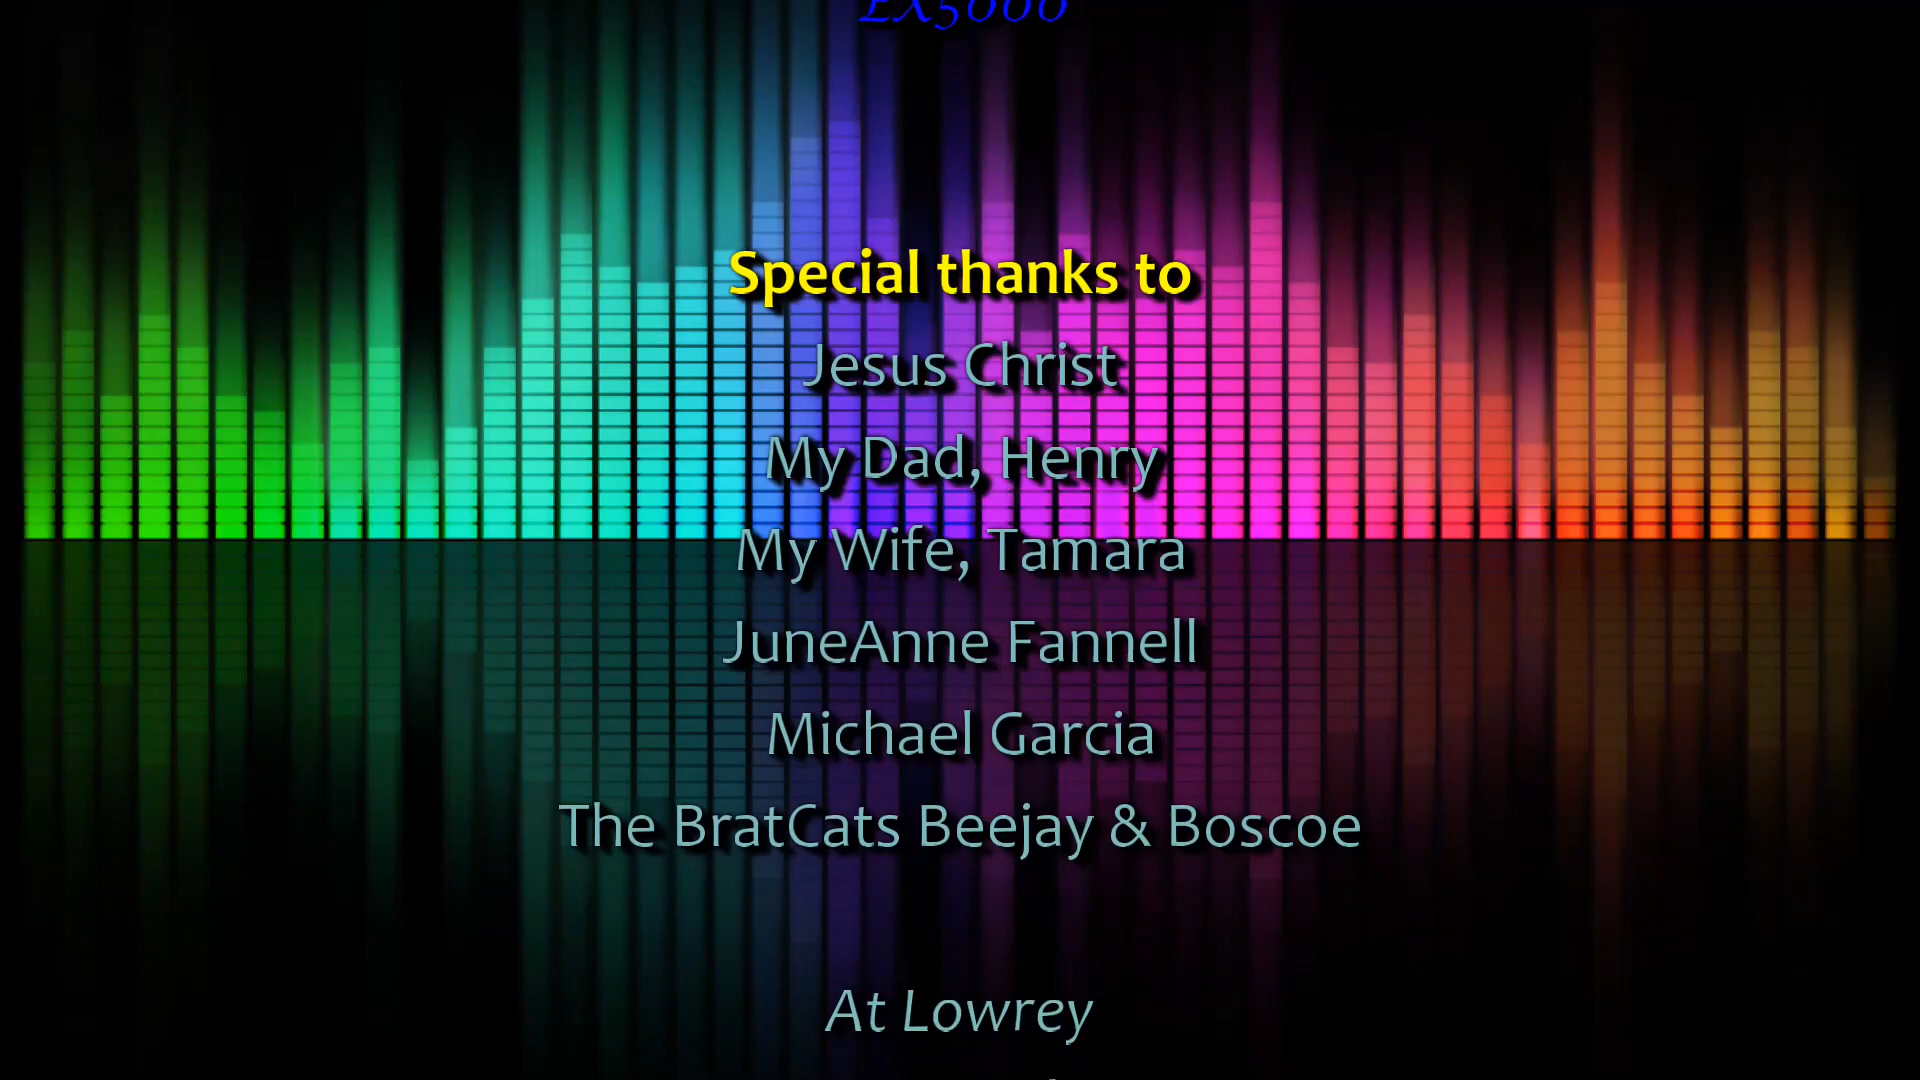 EX5000
Special thanks to
Jesus Christ
My Dad, Henry
My Wife, Tamara
JuneAnne Fannell
Michael Garcia
The BratCats Beejay & Boscoe
At Lowrey